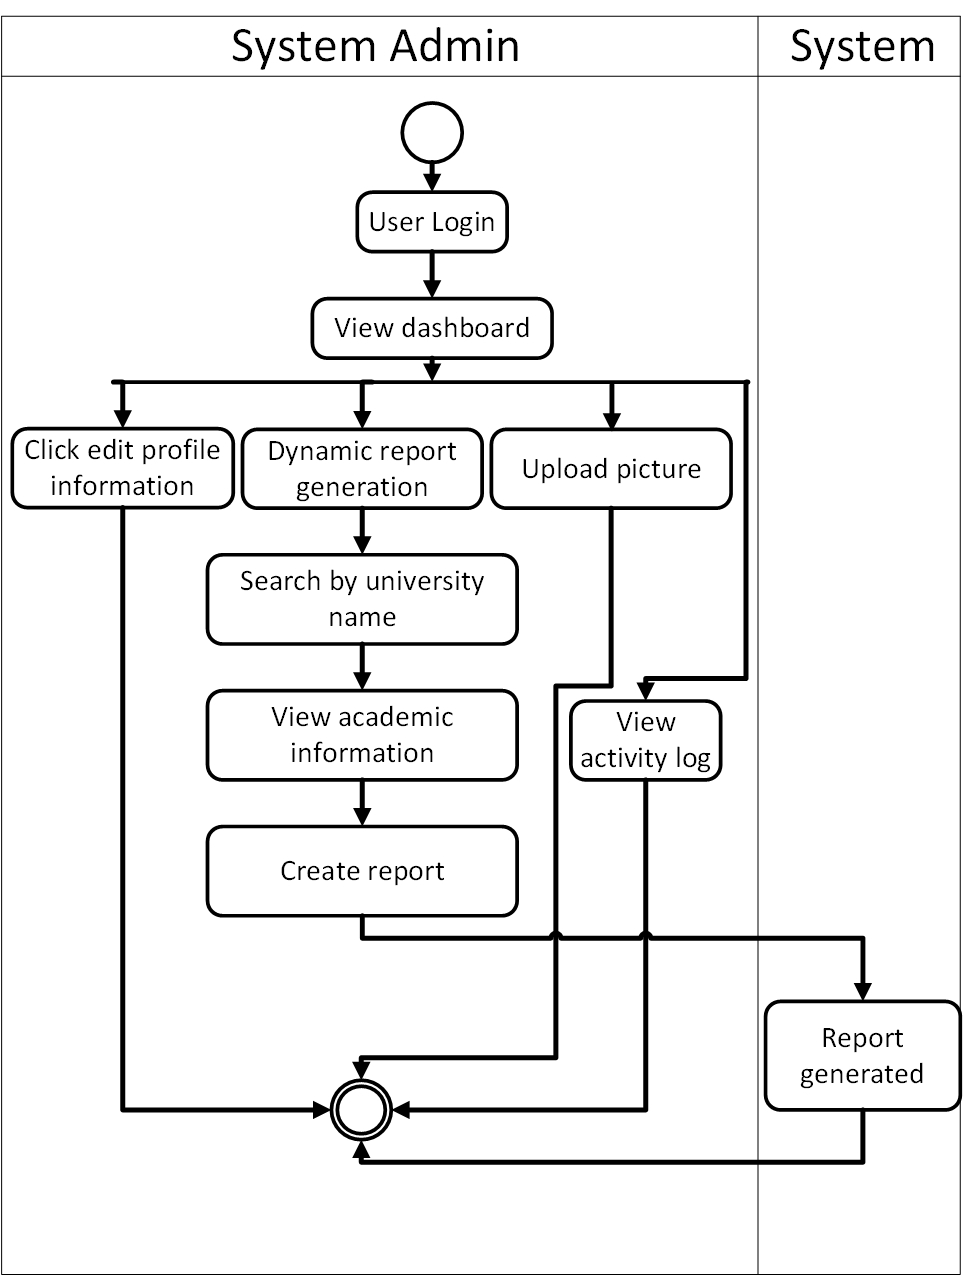 System Admin
System
User Login
View dashboard
Click edit profile
information
Dynamic report
generation
Upload picture
Search by university
name
View academic
information
View
activity log
Create report
Report
generated